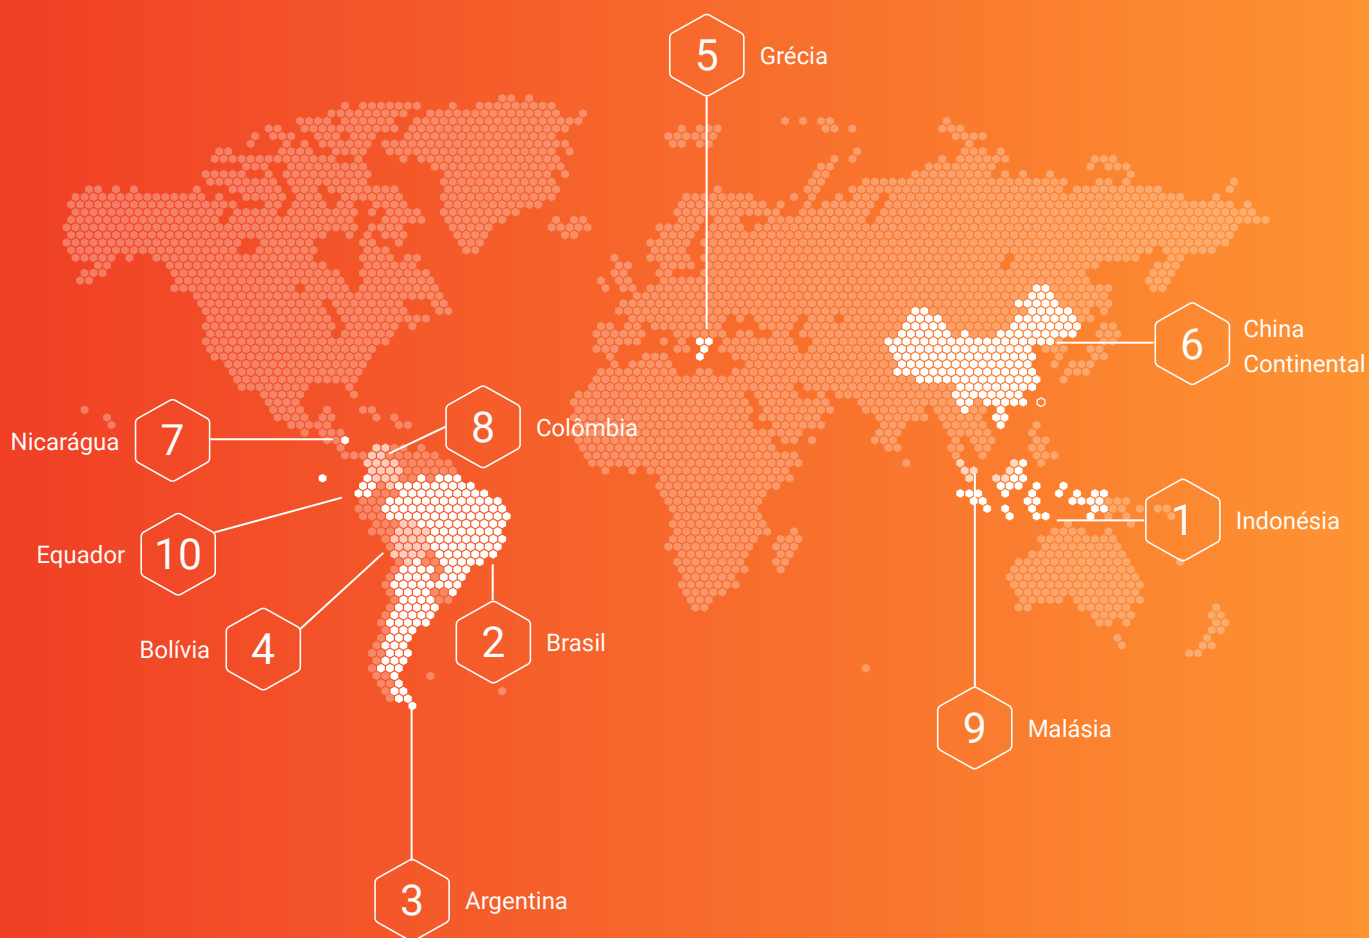 5 Grécia
6 China
Continental
Nicarágua 7
8 Colômbia
1 Indonésia
Equador 10
Bolívia 4
2 Brasil
9 Malásia
3 Argentina